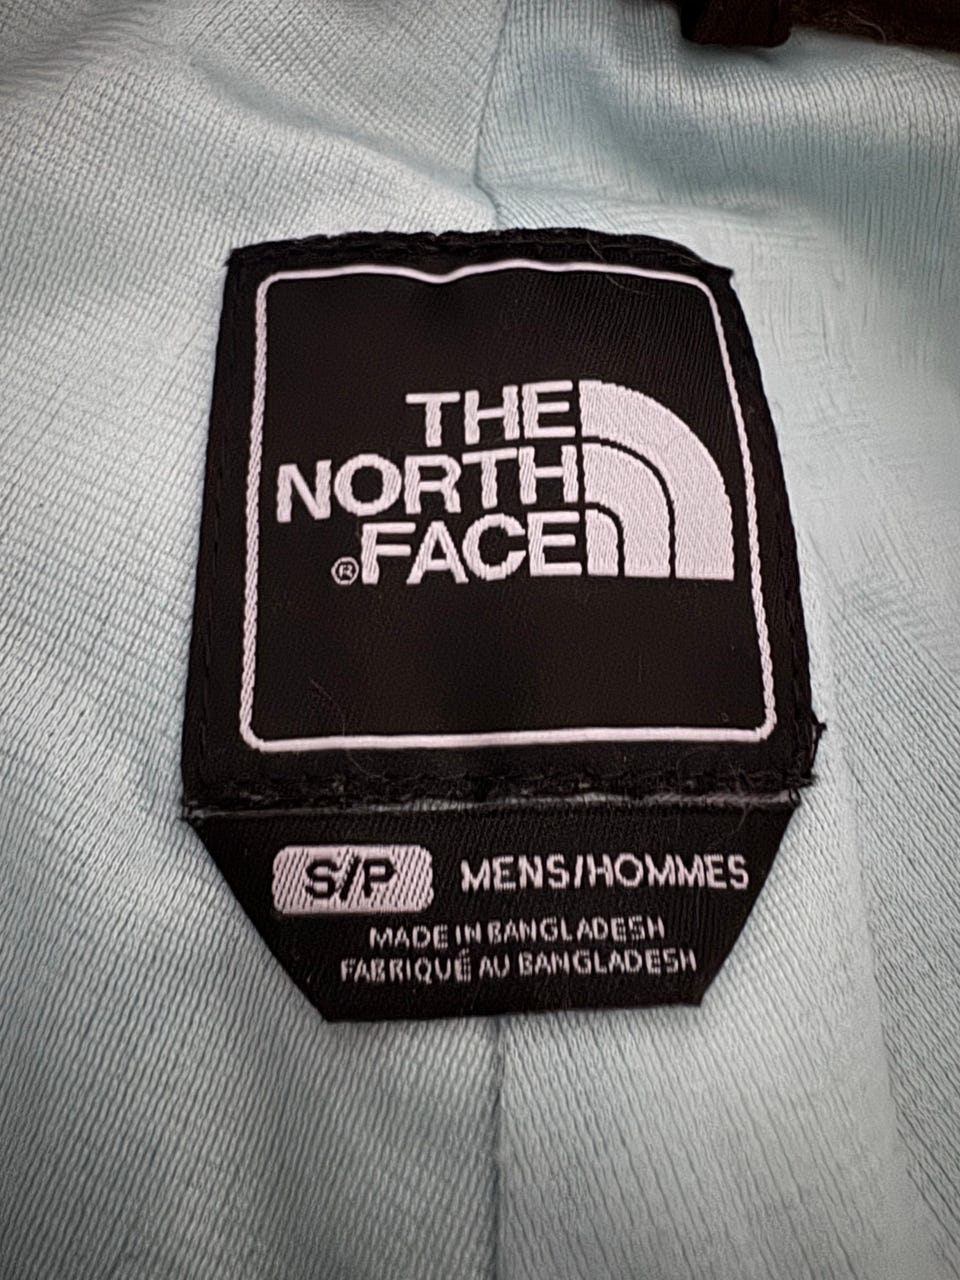 THE
NORTH
®FACE
S/P MENS/HOMMES
MADE IN BANGLADESH
FABRIQUÉ AU BANGLADESH